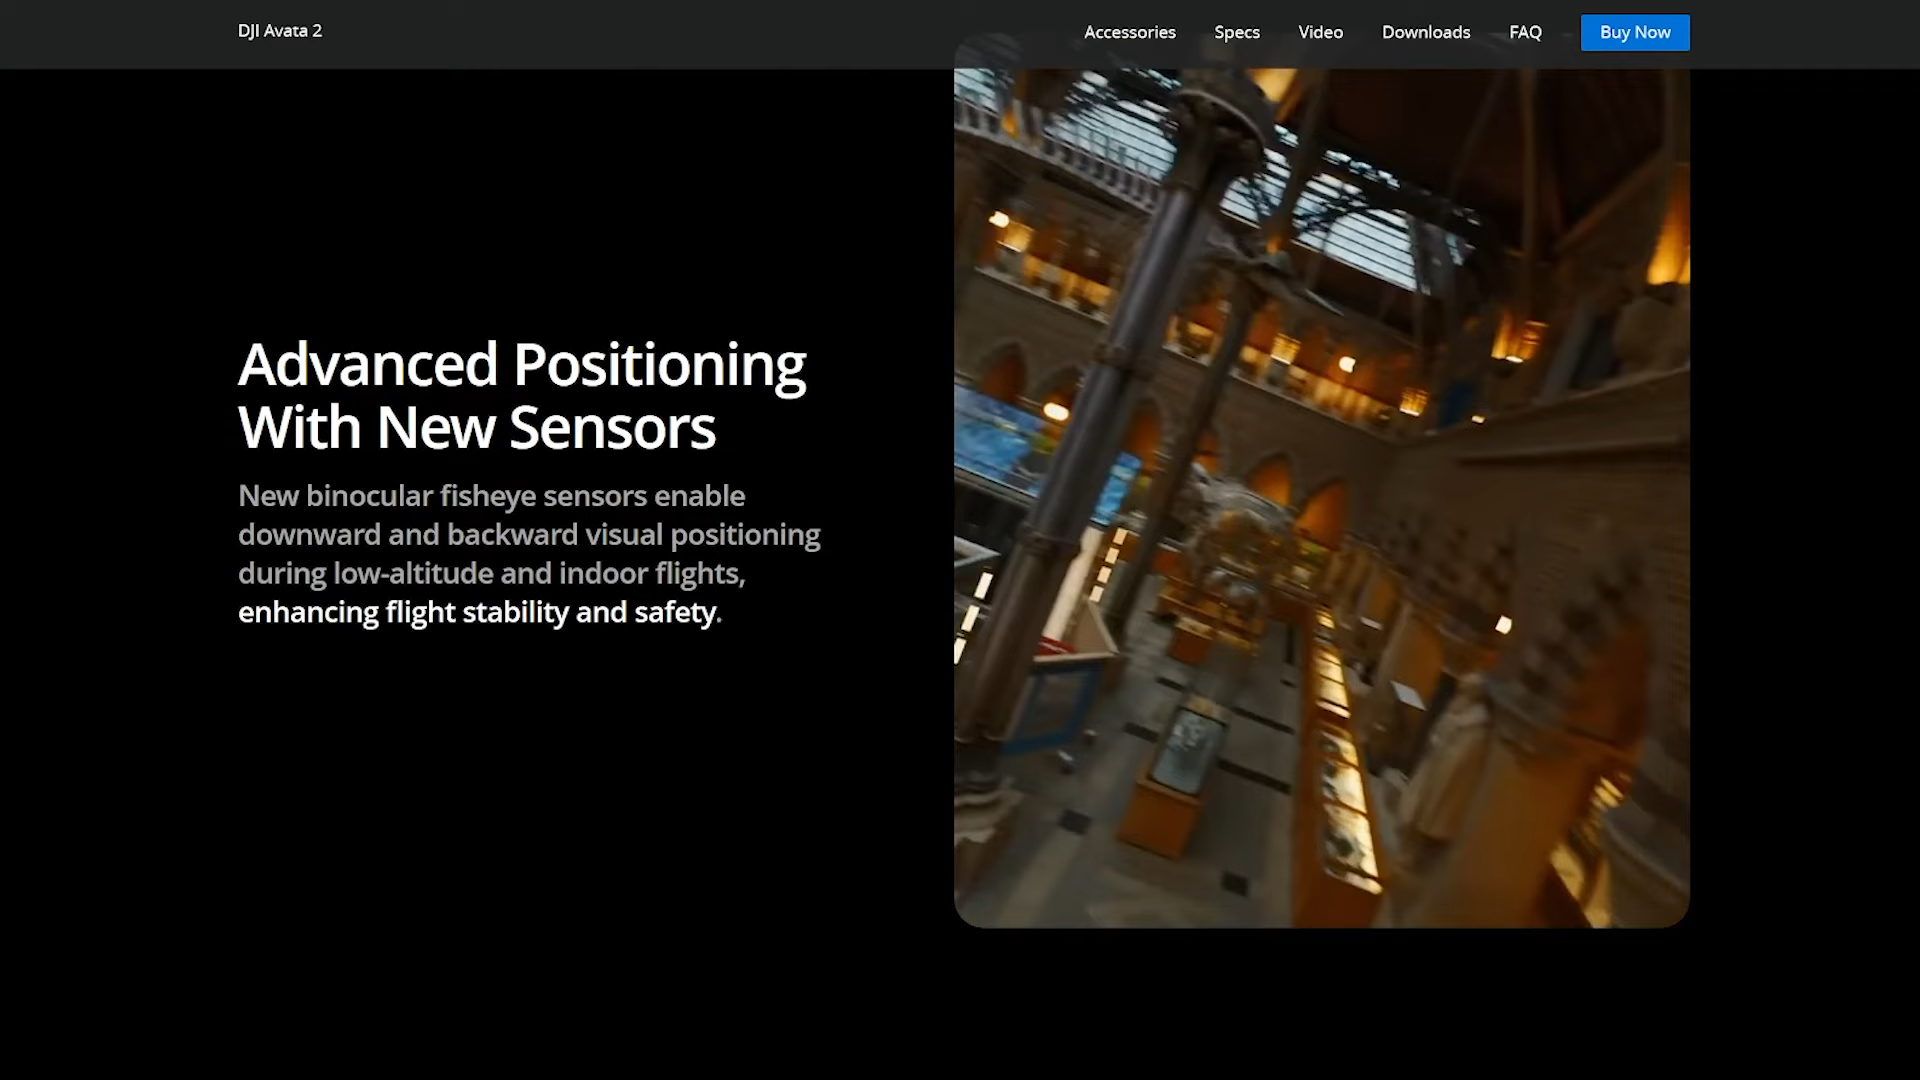 DJI Avata 2
Accessories Specs Video Downloads FAQ Buy Now
Advanced Positioning
With New Sensors
New binocular fisheye sensors enable
downward and backward visual positioning
during low-altitude and indoor flights,
enhancing flight stability and safety.